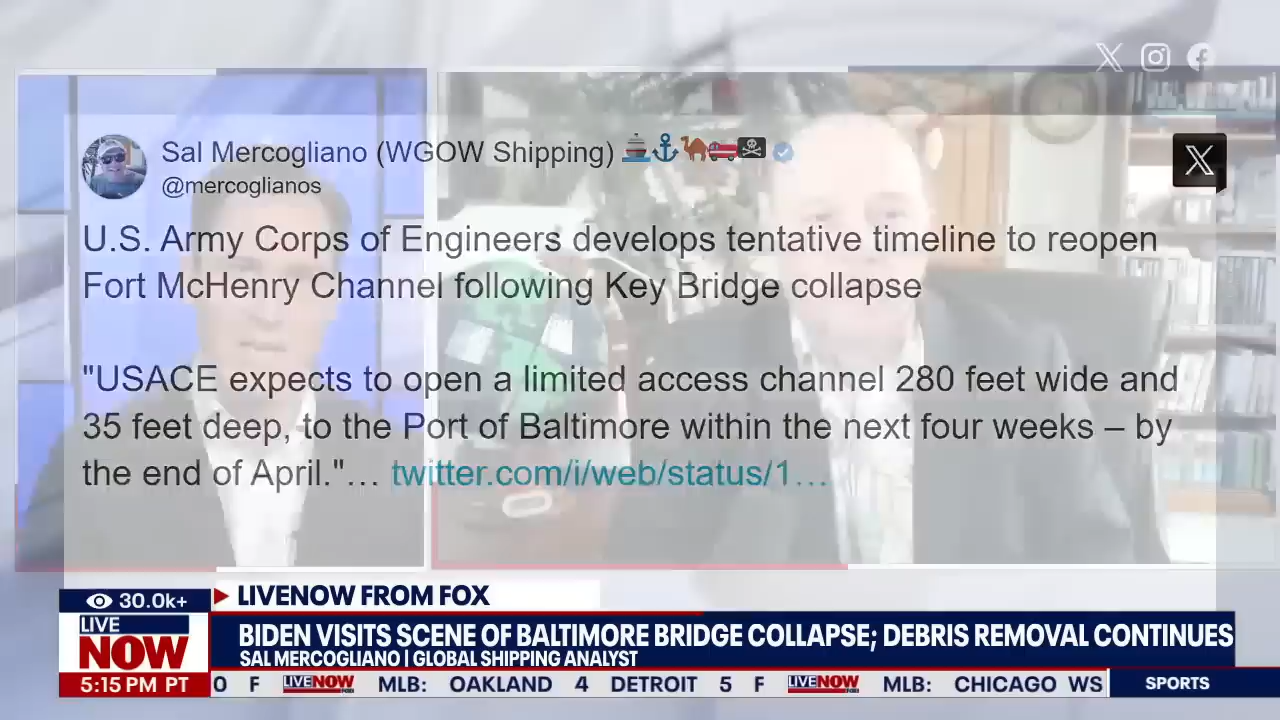 Sal Mercogliano (WGOW Shipping) 🚢⚓🐪🚒🏴‍☠️
@mercoglianos
U.S. Army Corps of Engineers develops tentative timeline to reopen
Fort McHenry Channel following Key Bridge collapse
"USACE expects to open a limited access channel 280 feet wide and
35 feet deep, to the Port of Baltimore within the next four weeks – by
the end of April."… twitter.com/i/web/status/1…
30.0k+
LIVENOW FROM FOX
LIVE
NOW
BIDEN VISITS SCENE OF BALTIMORE BRIDGE COLLAPSE; DEBRIS REMOVAL CONTINUES
SAL MERCOGLIANO | GLOBAL SHIPPING ANALYST
5:15 PM PT
0 F LIVENOW FOX MLB: OAKLAND 4 DETROIT 5 F LIVENOW FOX MLB: CHICAGO WS
SPORTS